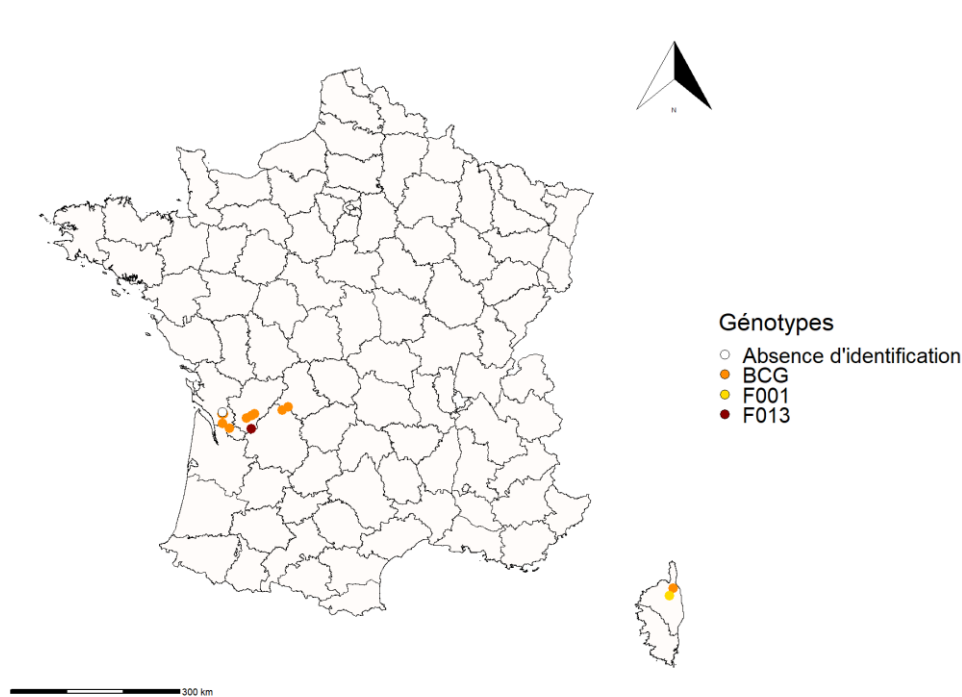 N
Génotypes
Absence d'identification
BCG
F001
F013
300 km